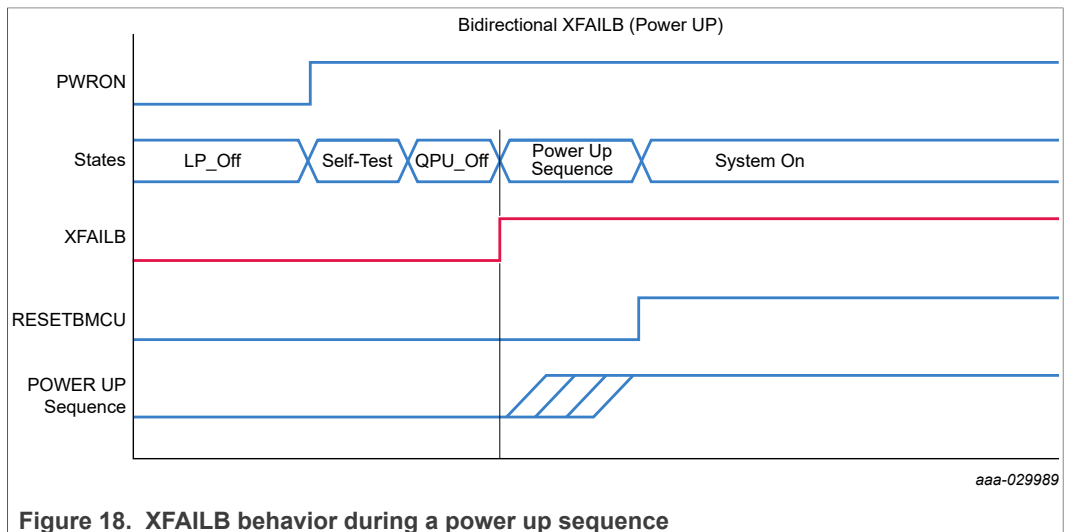 Bidirectional XFAILB (Power UP)
PWRON
States
LP_Off
Self-Test
QPU_Off
Power Up
Sequence
System On
XFAILB
RESETBMCU
POWER UP
Sequence
aaa-029989
Figure 18. XFAILB behavior during a power up sequence